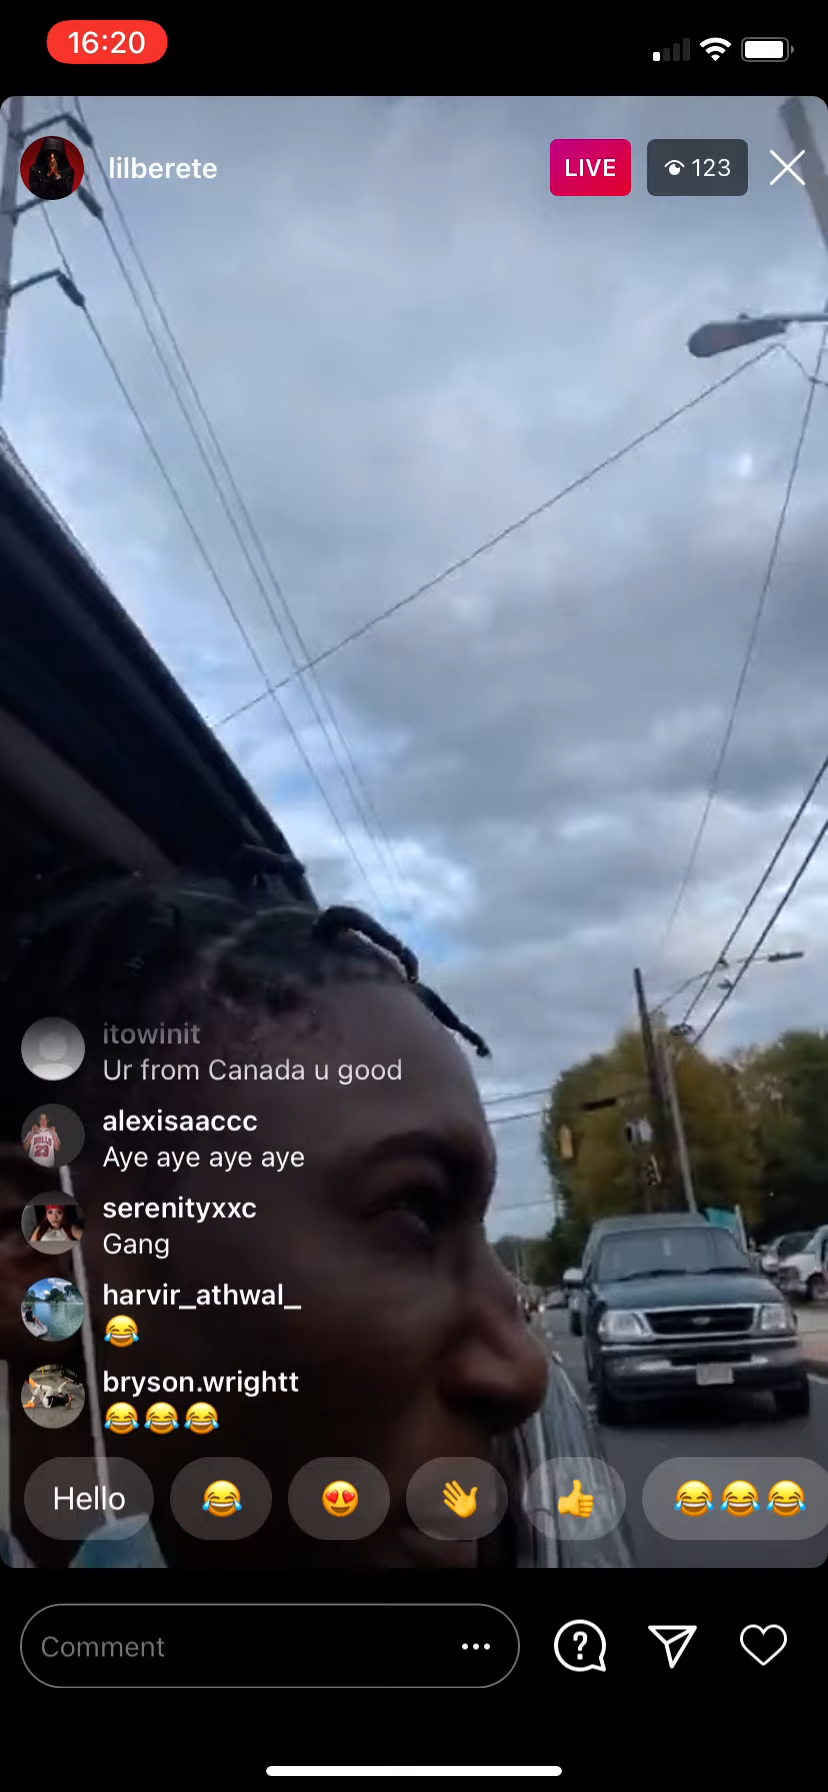 16:20
lilberete
LIVE
123
itowinit
Ur from Canada u good
alexisaaccc
Aye aye aye aye
serenityxxc
Gang
harvir_athwal_
😂
bryson.wrightt
😂😂😂
Hello 😂 😍 👋 👍 😂😂😂
Comment